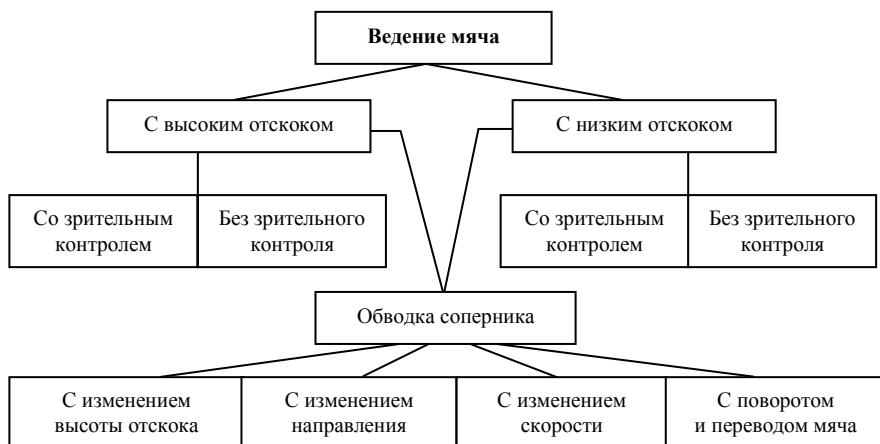 Ведение мяча
С высоким отскоком
С низким отскоком
Со зрительным
контролем
Без зрительного
контроля
Со зрительным
контролем
Без зрительного
контроля
Обводка соперника
С изменением
высоты отскока
С изменением
направления
С изменением
скорости
С поворотом
и переводом мяча